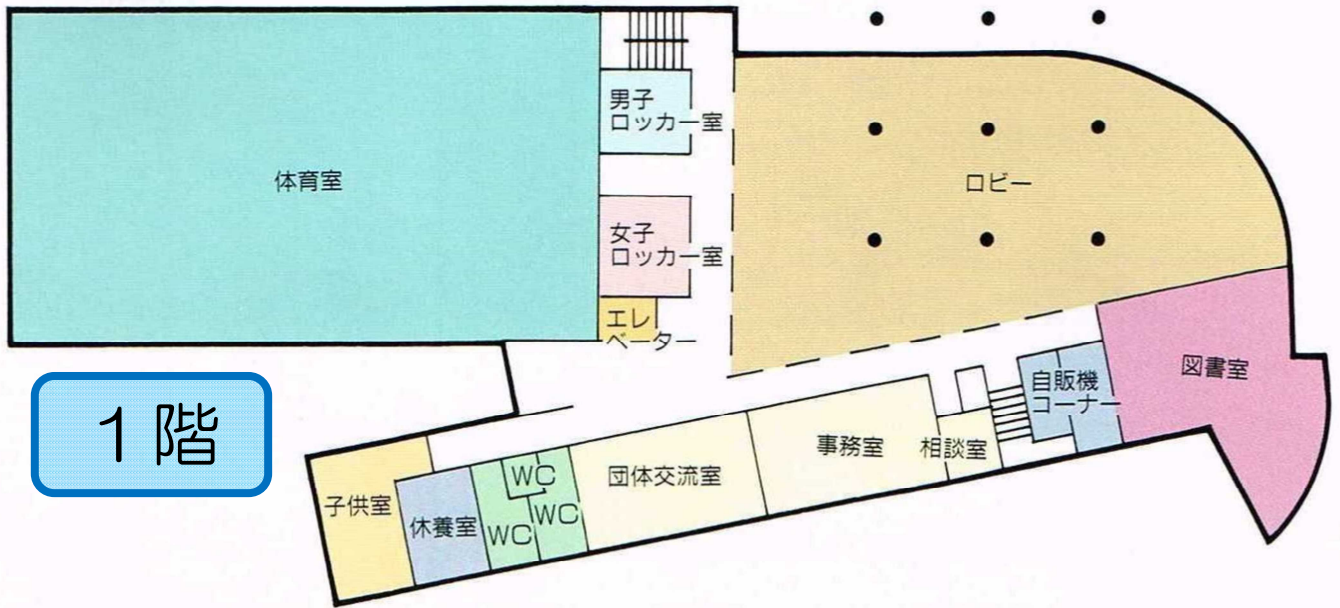 体育室
男子
ロッカー室
女子
ロッカー室
エレ
ベーター
ロビー
1階
図書室
自販機
コーナー
相談室
事務室
団体交流室
WC
WC
WC
休養室
子供室